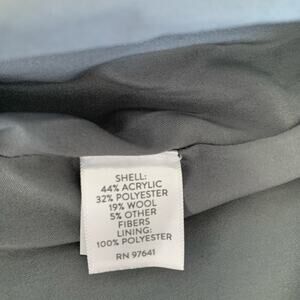 SHELL:
44% ACRYLIC
32% POLYESTER
19% WOOL
5% OTHER
FIBERS
LINING:
100% POLYESTER
RN 97641